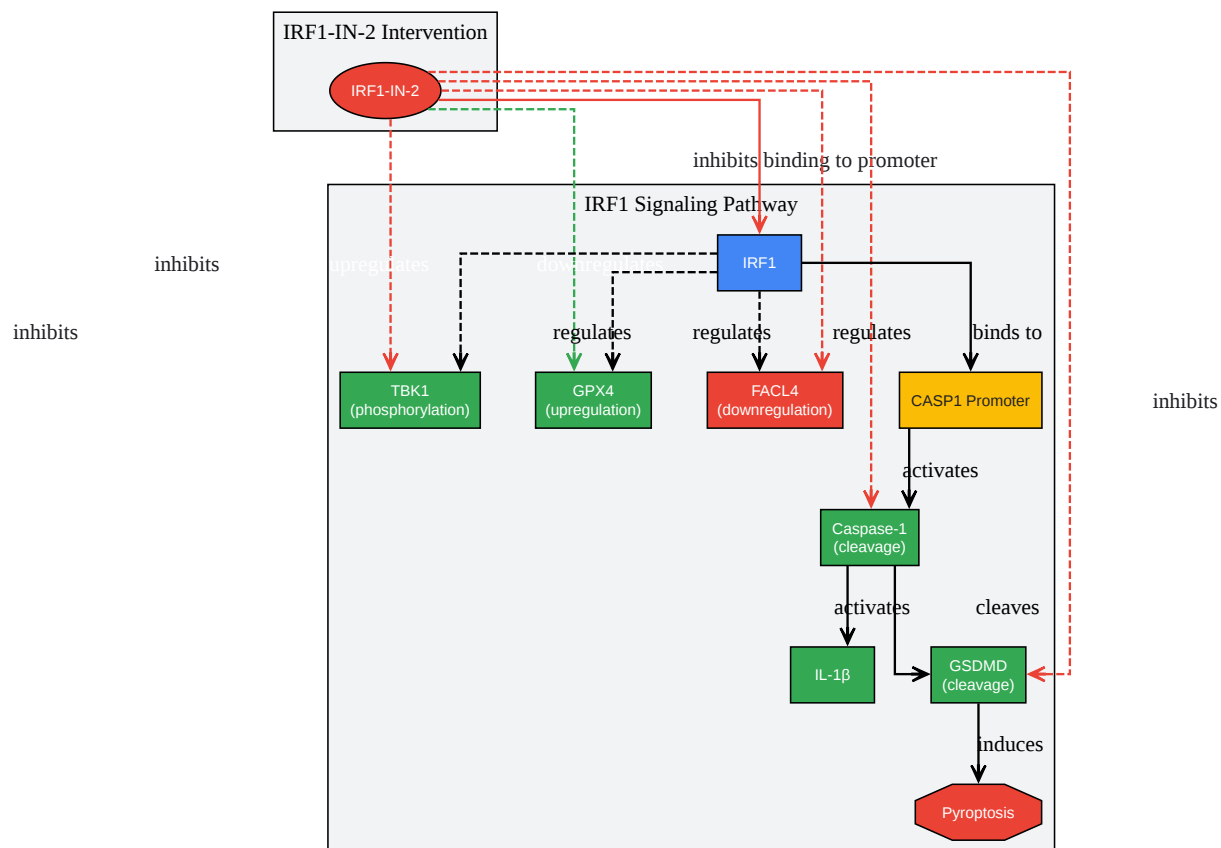 IRF1-IN-2 Intervention
IRF1-IN-2
inhibits binding to promoter
IRF1 Signaling Pathway
IRF1
inhibits
upregulates
downregulates
inhibits
regulates
regulates
regulates
binds to
TBK1
(phosphorylation)
GPX4
(upregulation)
FACL4
(downregulation)
CASP1 Promoter
inhibits
activates
Caspase-1
(cleavage)
activates
cleaves
IL-1β
GSDMD
(cleavage)
induces
Pyroptosis